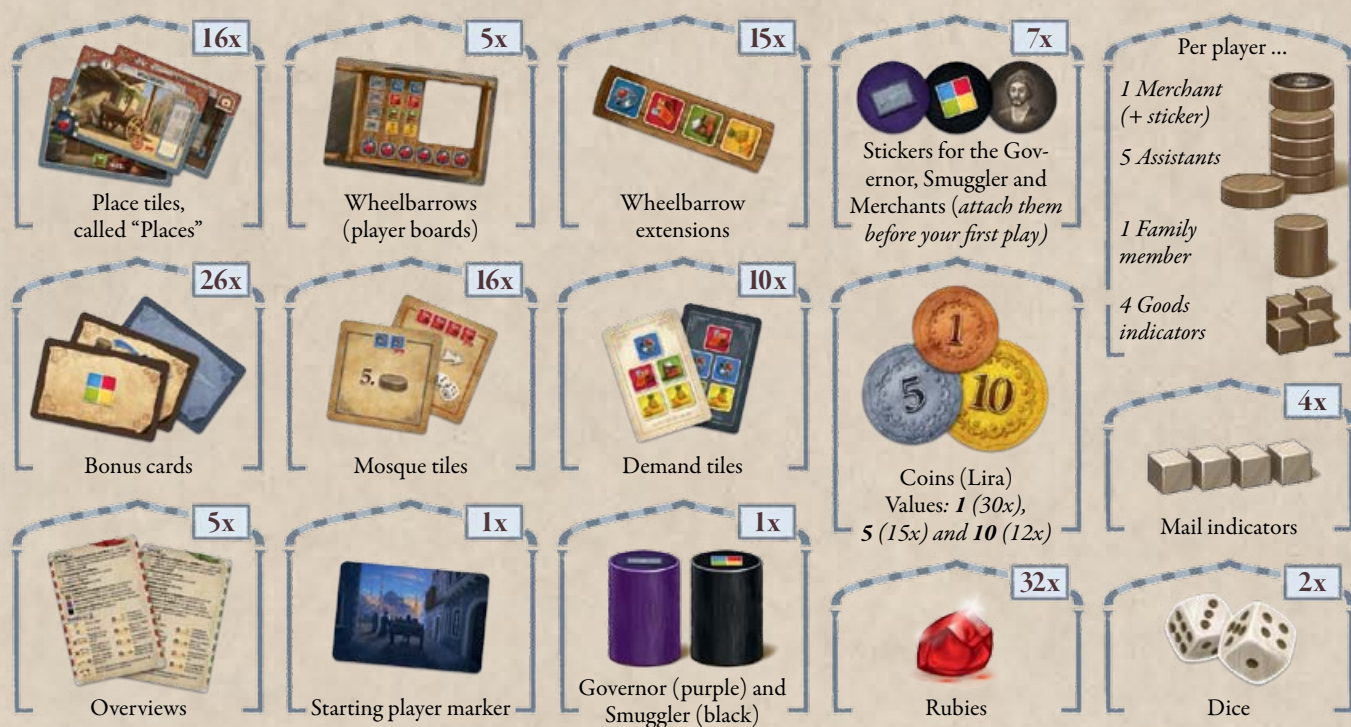 16x
Place tiles,
called “Places”
5x
Wheelbarrows
(player boards)
15x
Wheelbarrow
extensions
7x
Stickers for the Gov-
ernor, Smuggler and
Merchants (attach them
before your first play)
Per player ...
1 Merchant
(+ sticker)
5 Assistants
1 Family
member
4 Goods
indicators
26x
Bonus cards
16x
5.
Mosque tiles
10x
Demand tiles
1
5
10
Coins (Lira)
Values: 1 (30x),
5 (15x) and 10 (12x)
4x
Mail indicators
5x
Overviews
1x
Starting player marker
1x
Governor (purple) and
Smuggler (black)
32x
Rubies
2x
Dice